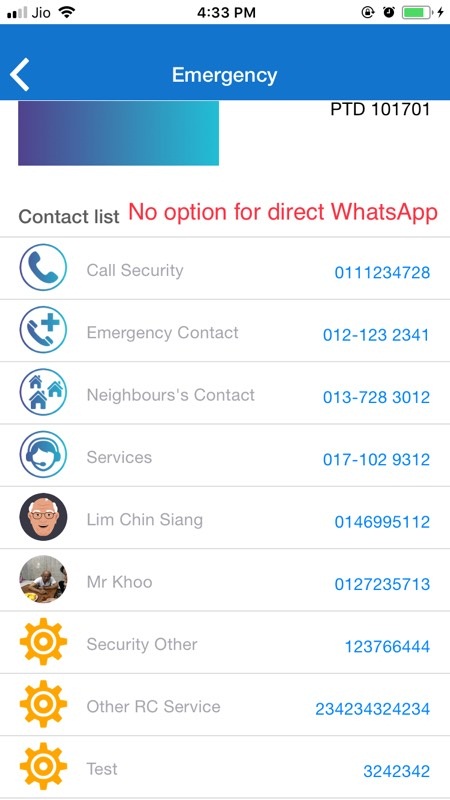 Jio 4:33 PM
Emergency
PTD 101701
Contact list No option for direct WhatsApp
Call Security 0111234728
Emergency Contact 012-123 2341
Neighbours's Contact 013-728 3012
Services 017-102 9312
Lim Chin Siang 0146995112
Mr Khoo 0127235713
Security Other 123766444
Other RC Service 234234324234
Test 3242342